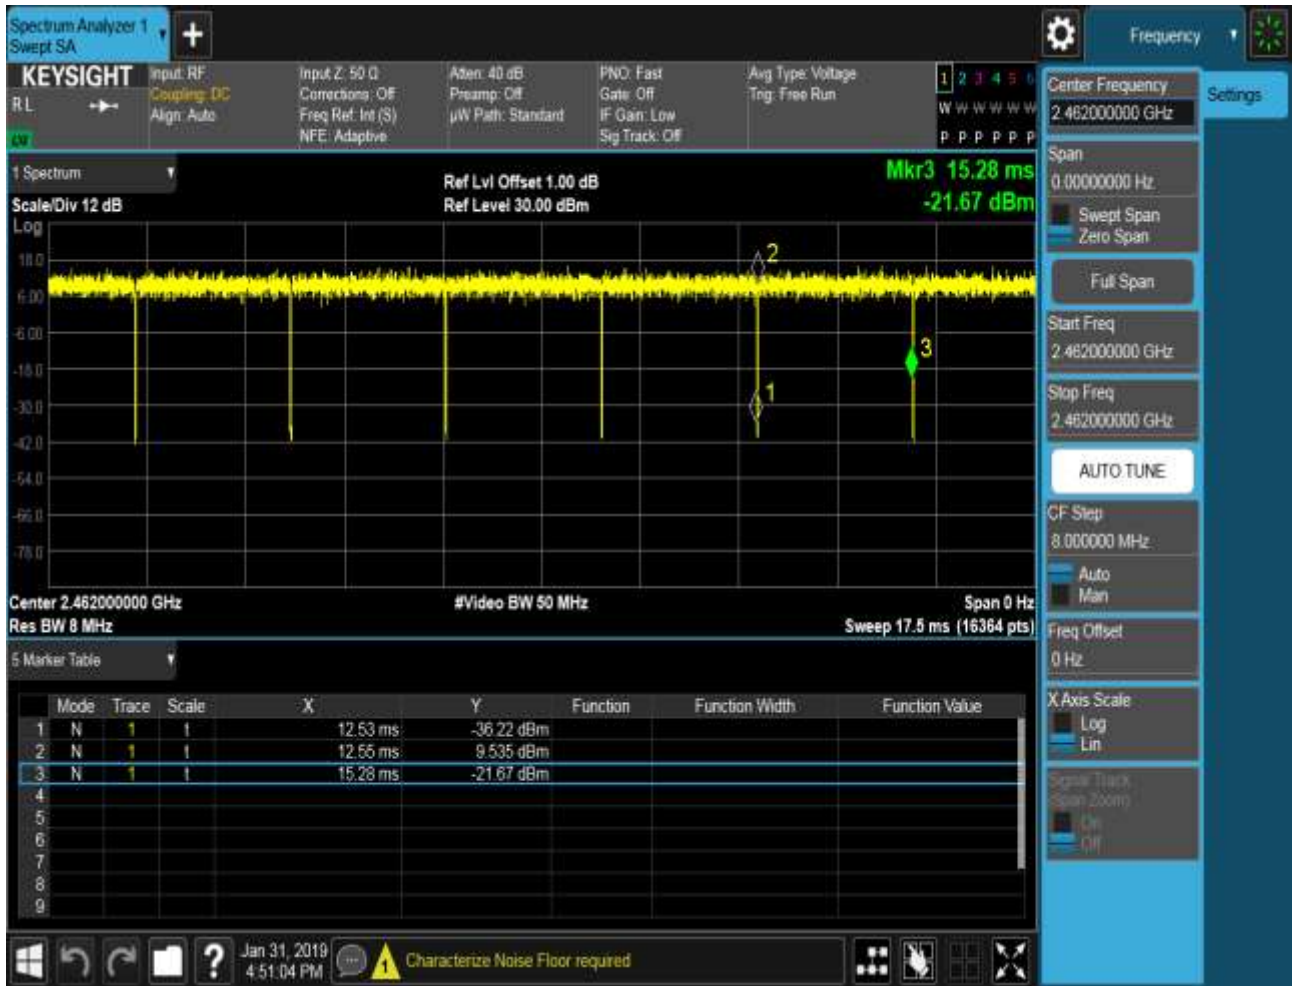 Spectrum Analyzer 1
Swept SA
Frequency
KEYSIGHT
R L
Input: RF
Coupling: DC
Align: Auto
Input Z: 50 Ω
Corrections: Off
Freq Ref: Int (S)
NFE: Adaptive
Atten: 40 dB
Preamp: Off
µW Path: Standard
PNO: Fast
Gate: Off
IF Gain: Low
Sig Track: Off
Avg Type: Voltage
Trig: Free Run
1 2 3 4 5 6
W W W W W W
P P P P P P
1 Spectrum
Scale/Div 12 dB
Ref Lvl Offset 1.00 dB
Ref Level 30.00 dBm
Mkr3 15.28 ms
-21.67 dBm
Log
18.0
6.00
-6.00
-18.0
-30.0
-42.0
-54.0
-66.0
-78.0
2
3
1
Center 2.462000000 GHz
#Video BW 50 MHz
Span 0 Hz
Res BW 8 MHz
Sweep 17.5 ms (16364 pts)
5 Marker Table
Mode Trace Scale X Y Function Function Width Function Value
1 N 1 t 12.53 ms -36.22 dBm
2 N 1 t 12.55 ms 9.535 dBm
3 N 1 t 15.28 ms -21.67 dBm
4
5
6
7
8
9
Center Frequency
2.462000000 GHz
Settings
Span
0.00000000 Hz
Swept Span
Zero Span
Full Span
Start Freq
2.462000000 GHz
Stop Freq
2.462000000 GHz
AUTO TUNE
CF Step
8.000000 MHz
Auto
Man
Freq Offset
0 Hz
X Axis Scale
Log
Lin
Signal Track
(Span Zoom)
On
Off
Jan 31, 2019
4:51:04 PM
1
Characterize Noise Floor required